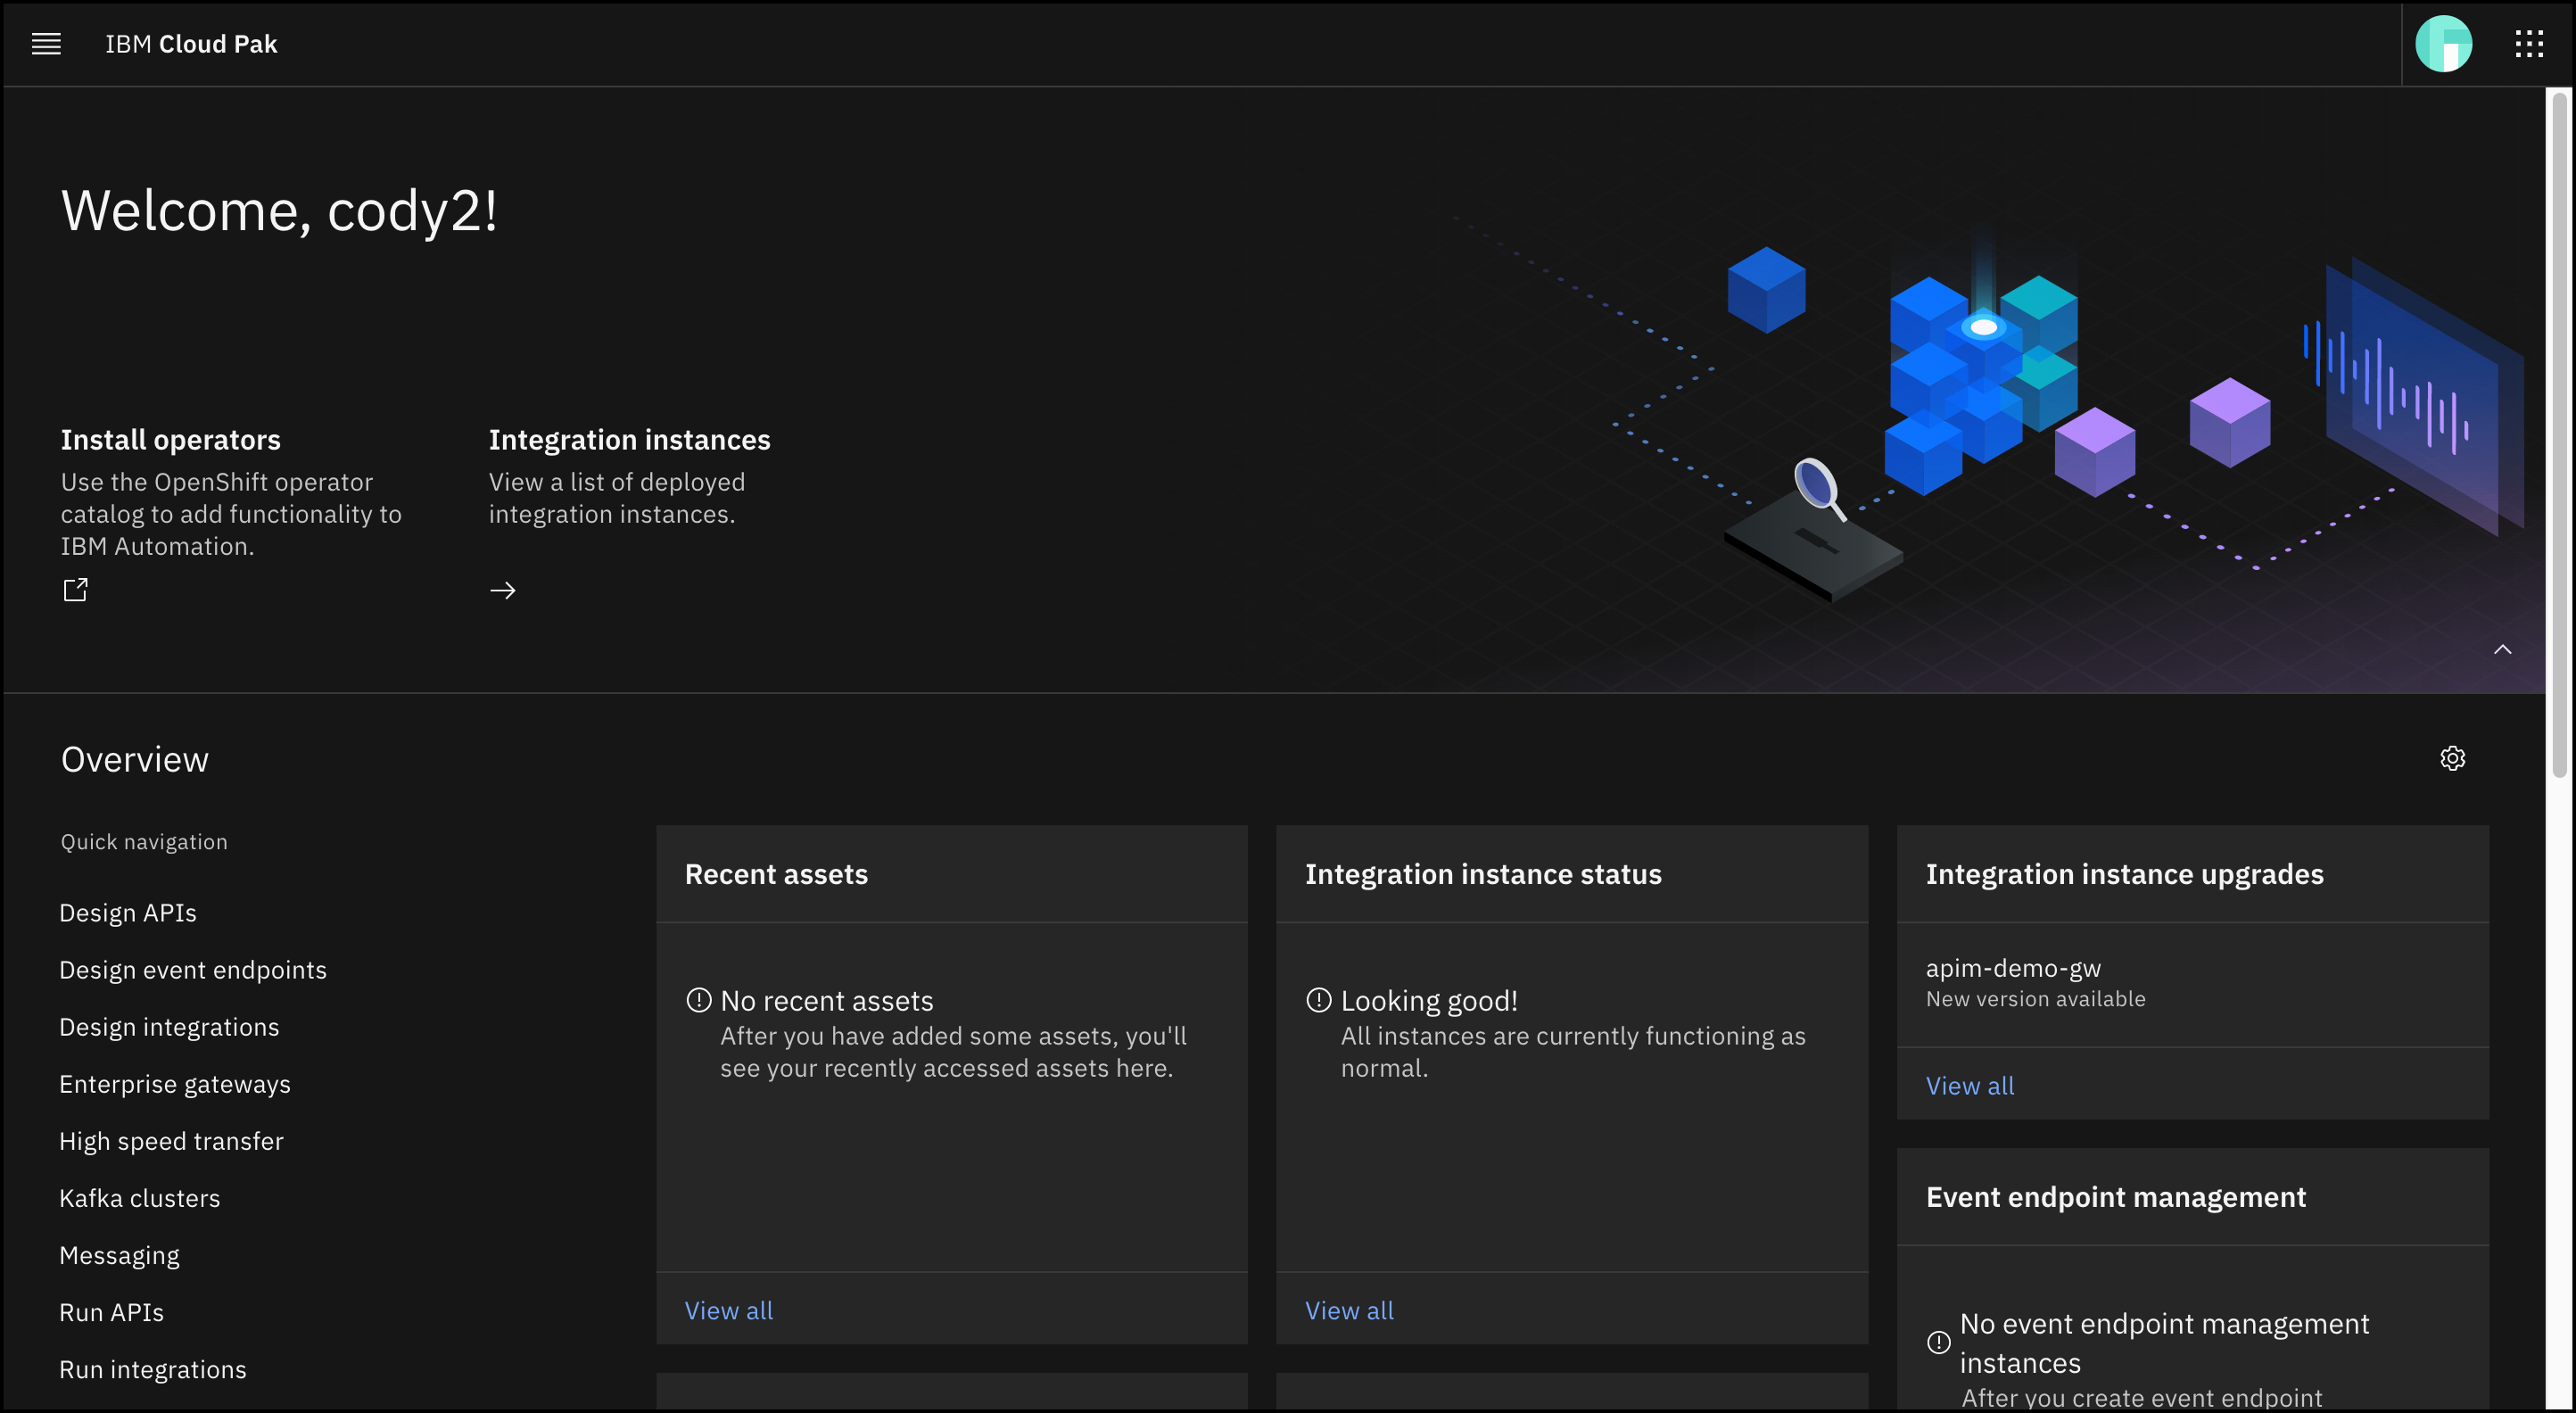 IBM Cloud Pak
Welcome, cody2!
Install operators
Use the OpenShift operator
catalog to add functionality to
IBM Automation.
Integration instances
View a list of deployed
integration instances.
Overview
Quick navigation
Design APIs
Design event endpoints
Design integrations
Enterprise gateways
High speed transfer
Kafka clusters
Messaging
Run APIs
Run integrations
Recent assets
No recent assets
After you have added some assets, you'll
see your recently accessed assets here.
View all
Integration instance status
Looking good!
All instances are currently functioning as
normal.
View all
Integration instance upgrades
apim-demo-gw
New version available
View all
Event endpoint management
No event endpoint management
instances
After you create event endpoint